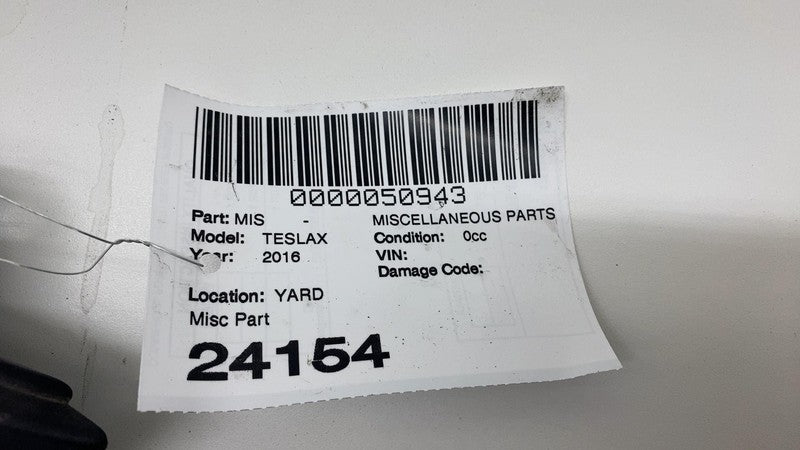 0000050943
Part: MIS - MISCELLANEOUS PARTS
Model: TESLAX Condition: 0cc
Year: 2016 VIN:
Damage Code:
Location: YARD
Misc Part
24154